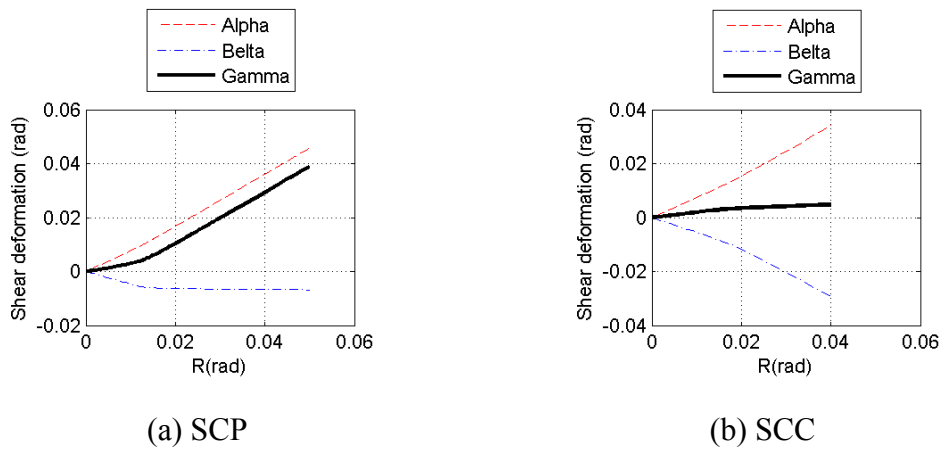 Alpha
Belta
Gamma
0.06
0.04
0.02
0
-0.02
Shear deformation (rad)
0 0.02 0.04 0.06
R(rad)
(a) SCP
Alpha
Belta
Gamma
0.04
0.02
0
-0.02
-0.04
Shear deformation (rad)
0 0.02 0.04 0.06
R(rad)
(b) SCC